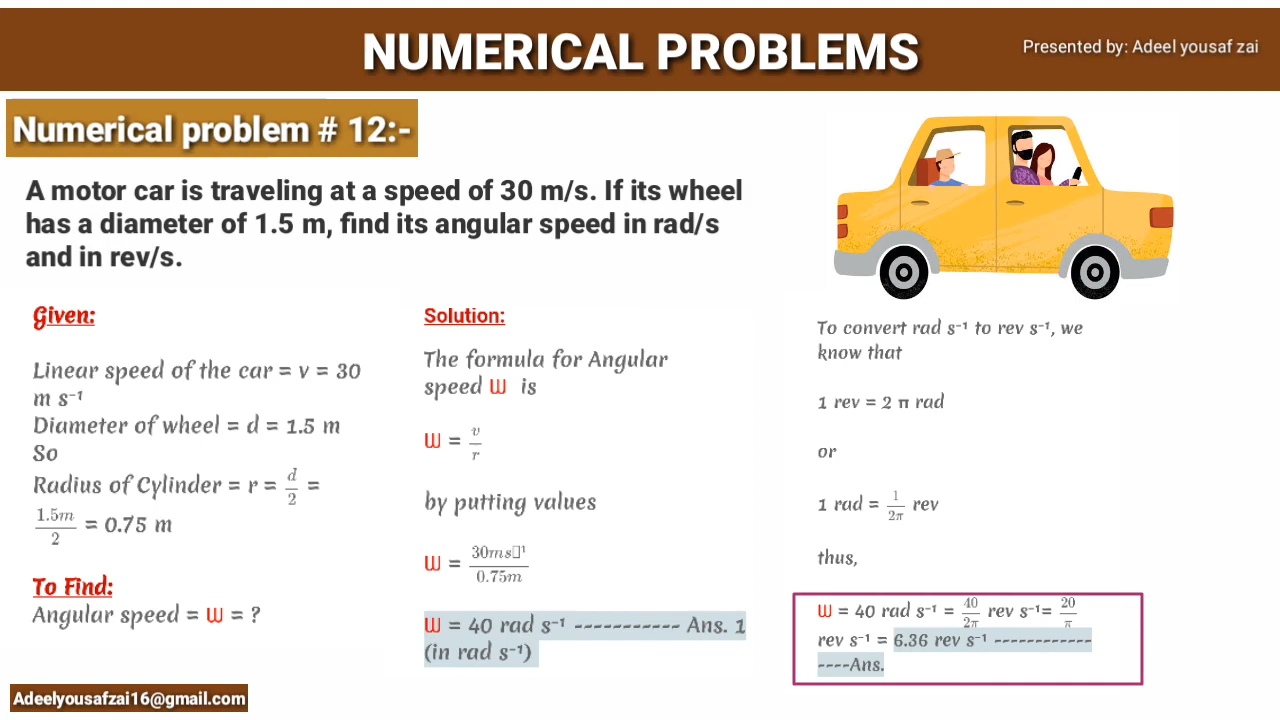 NUMERICAL PROBLEMS
Presented by: Adeel yousaf zai
Numerical problem # 12:-
A motor car is traveling at a speed of 30 m/s. If its wheel
has a diameter of 1.5 m, find its angular speed in rad/s
and in rev/s.
Given:
Linear speed of the car = v = 30
m s⁻¹
Diameter of wheel = d = 1.5 m
So
Radius of Cylinder = r = d/2 =
1.5m/2 = 0.75 m
To Find:
Angular speed = W = ?
Solution:
The formula for Angular
speed W is
W = v/r
by putting values
W = 30ms□¹/0.75m
W = 40 rad s⁻¹ ----------- Ans. 1
(in rad s⁻¹)
To convert rad s⁻¹ to rev s⁻¹, we
know that
1 rev = 2 π rad
or
1 rad = 1/2π rev
thus,
W = 40 rad s⁻¹ = 40/2π rev s⁻¹= 20/π
rev s⁻¹ = 6.36 rev s⁻¹ ------------
----Ans.
Adeelyousafzai16@gmail.com